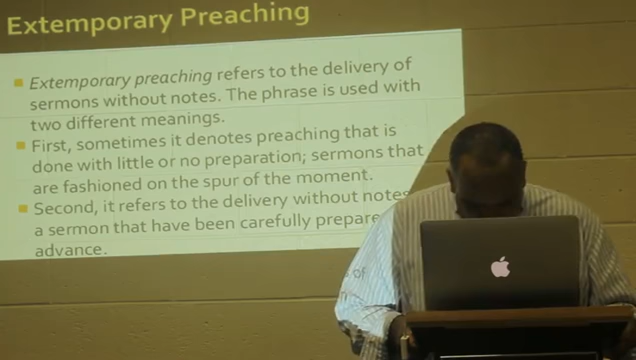 Extemporary Preaching
Extemporary preaching refers to the delivery of
sermons without notes. The phrase is used with
two different meanings.
First, sometimes it denotes preaching that is
done with little or no preparation; sermons that
are fashioned on the spur of the moment.
Second, it refers to the delivery without notes
a sermon that have been carefully prepare
advance.
of